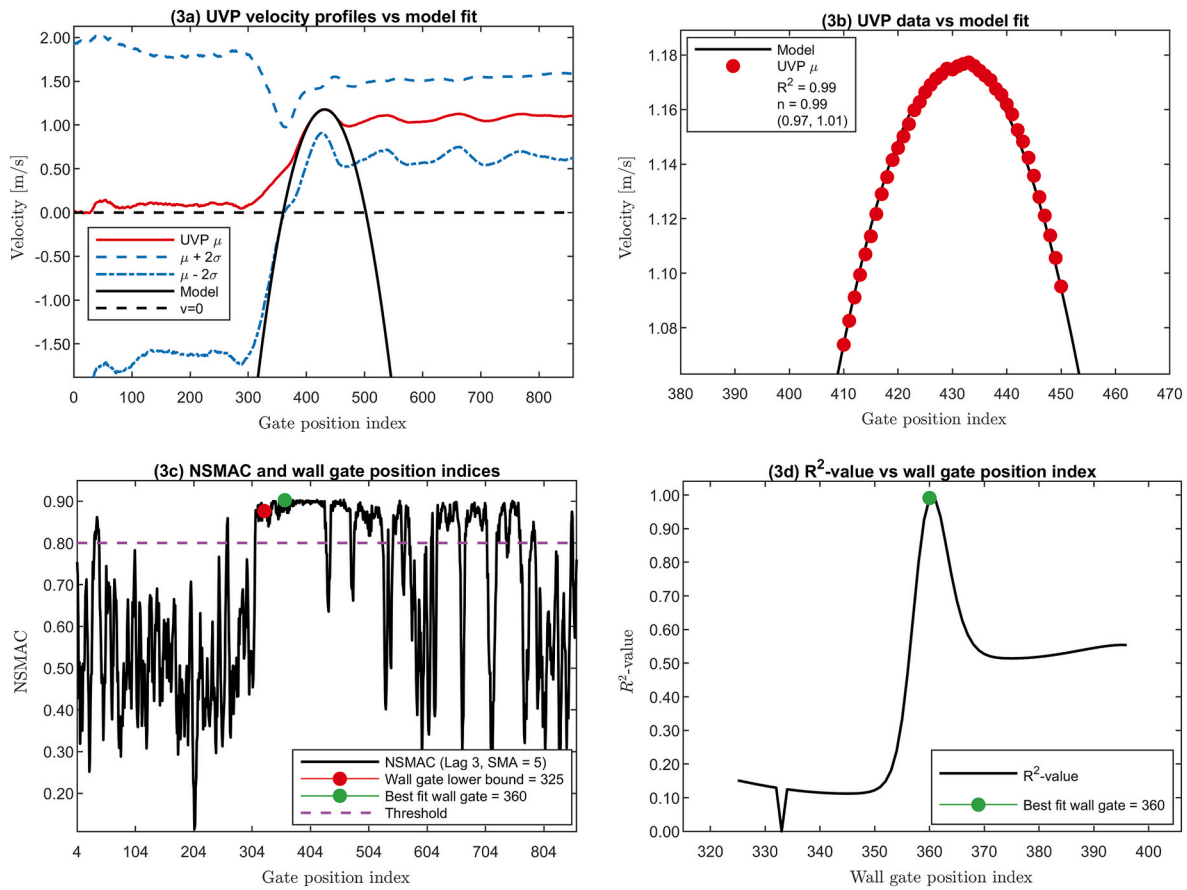 (3a) UVP velocity profiles vs model fit
2.00
1.50
1.00
0.50
0.00
-0.50
-1.00
-1.50
Velocity [m/s]
UVP μ
μ + 2σ
μ - 2σ
Model
v=0
0 100 200 300 400 500 600 700 800
Gate position index
(3b) UVP data vs model fit
1.18
1.16
1.14
1.12
1.10
1.08
Velocity [m/s]
Model
UVP μ
R² = 0.99
n = 0.99
(0.97, 1.01)
380 390 400 410 420 430 440 450 460 470
Gate position index
(3c) NSMAC and wall gate position indices
0.90
0.80
0.70
0.60
0.50
0.40
0.30
0.20
NSMAC
NSMAC (Lag 3, SMA = 5)
Wall gate lower bound = 325
Best fit wall gate = 360
Threshold
4 104 204 304 404 504 604 704 804
Gate position index
(3d) R²-value vs wall gate position index
1.00
0.90
0.80
0.70
0.60
0.50
0.40
0.30
0.20
0.10
0.00
R²-value
R²-value
Best fit wall gate = 360
320 330 340 350 360 370 380 390 400
Wall gate position index